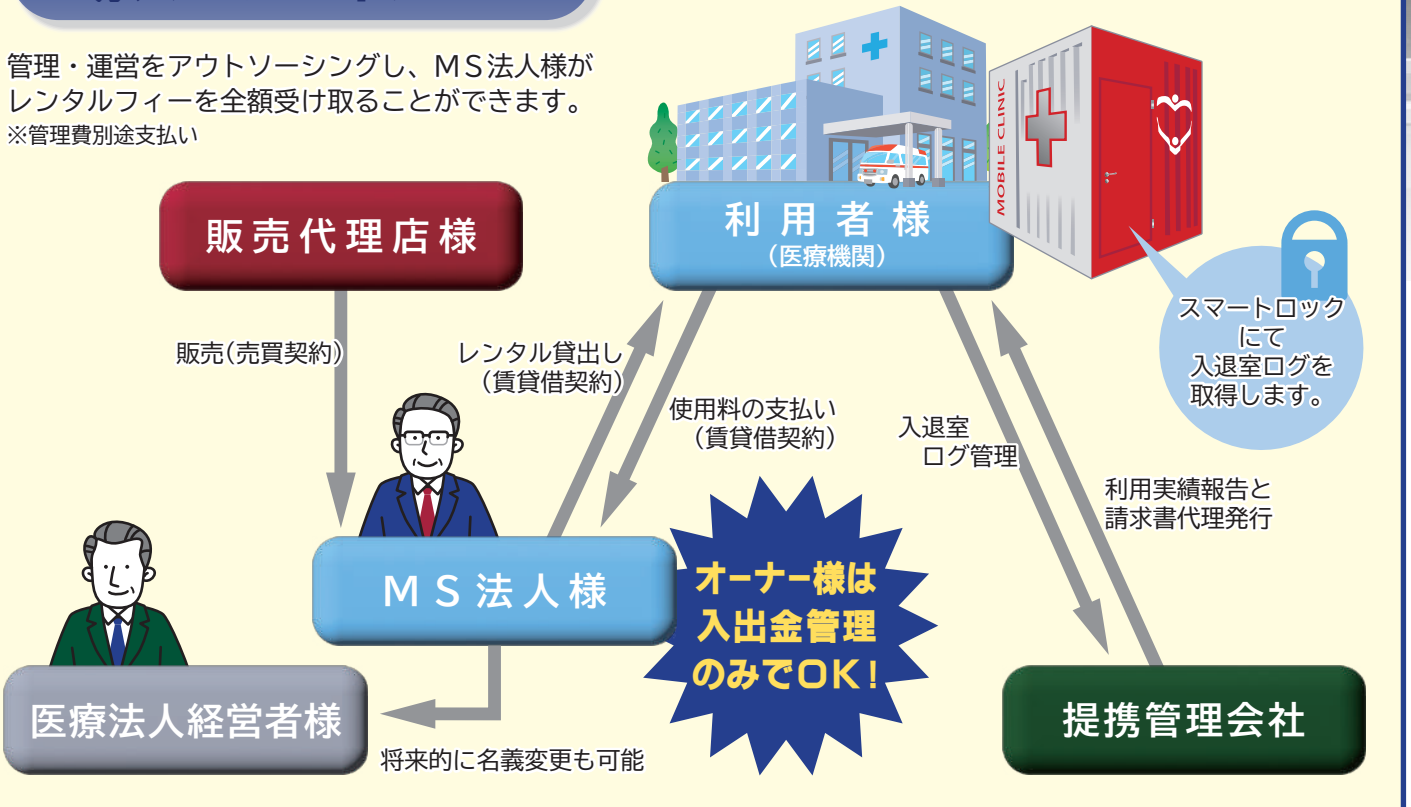 管理・運営をアウトソーシングし、ＭＳ法人様が
レンタルフィーを全額受け取ることができます。
※管理費別途支払い
販売代理店様
利用者様
（医療機関）
MOBILE CLINIC
スマートロック
にて
入退室ログを
取得します。
販売(売買契約)
レンタル貸出し
（賃貸借契約）
使用料の支払い
（賃貸借契約）
入退室
ログ管理
利用実績報告と
請求書代理発行
ＭＳ法人様
オーナー様は
入出金管理
のみでOK！
医療法人経営者様
将来的に名義変更も可能
提携管理会社